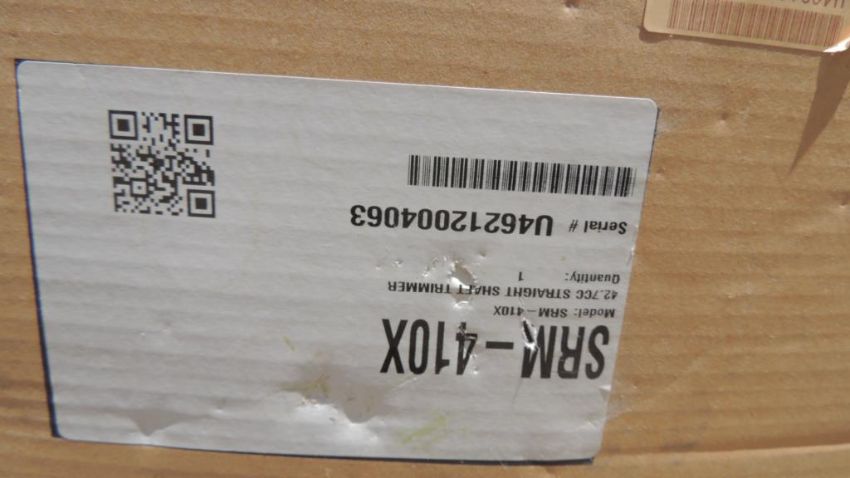 SRM-410X
Model: SRM-410X
42.7CC STRAIGHT SHAFT TRIMMER
Quantity: 1
Serial # U46212004063